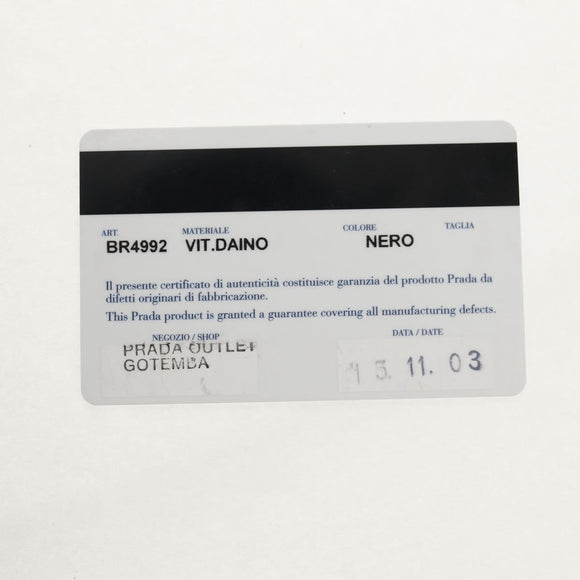 ART. MATERIALE COLORE TAGLIA
BR4992 VIT.DAINO NERO
Il presente certificato di autenticità costituisce garanzia del prodotto Prada da
difetti originari di fabbricazione.
This Prada product is granted a guarantee covering all manufacturing defects.
NEGOZIO / SHOP DATA / DATE
PRADA OUTLET
GOTEMBA
15. 11. 03